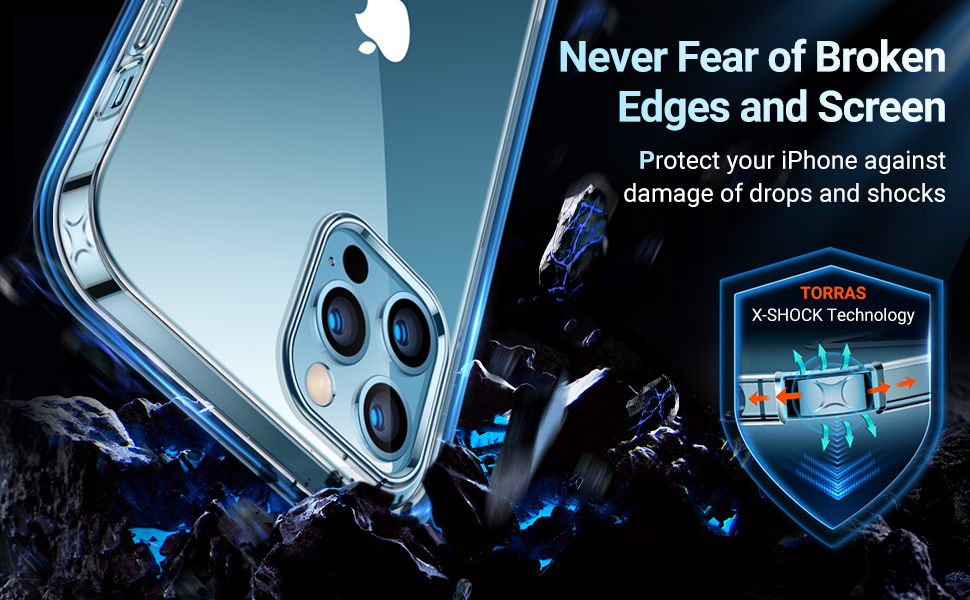 Never Fear of Broken
Edges and Screen
Protect your iPhone against
damage of drops and shocks
TORRAS
X-SHOCK Technology